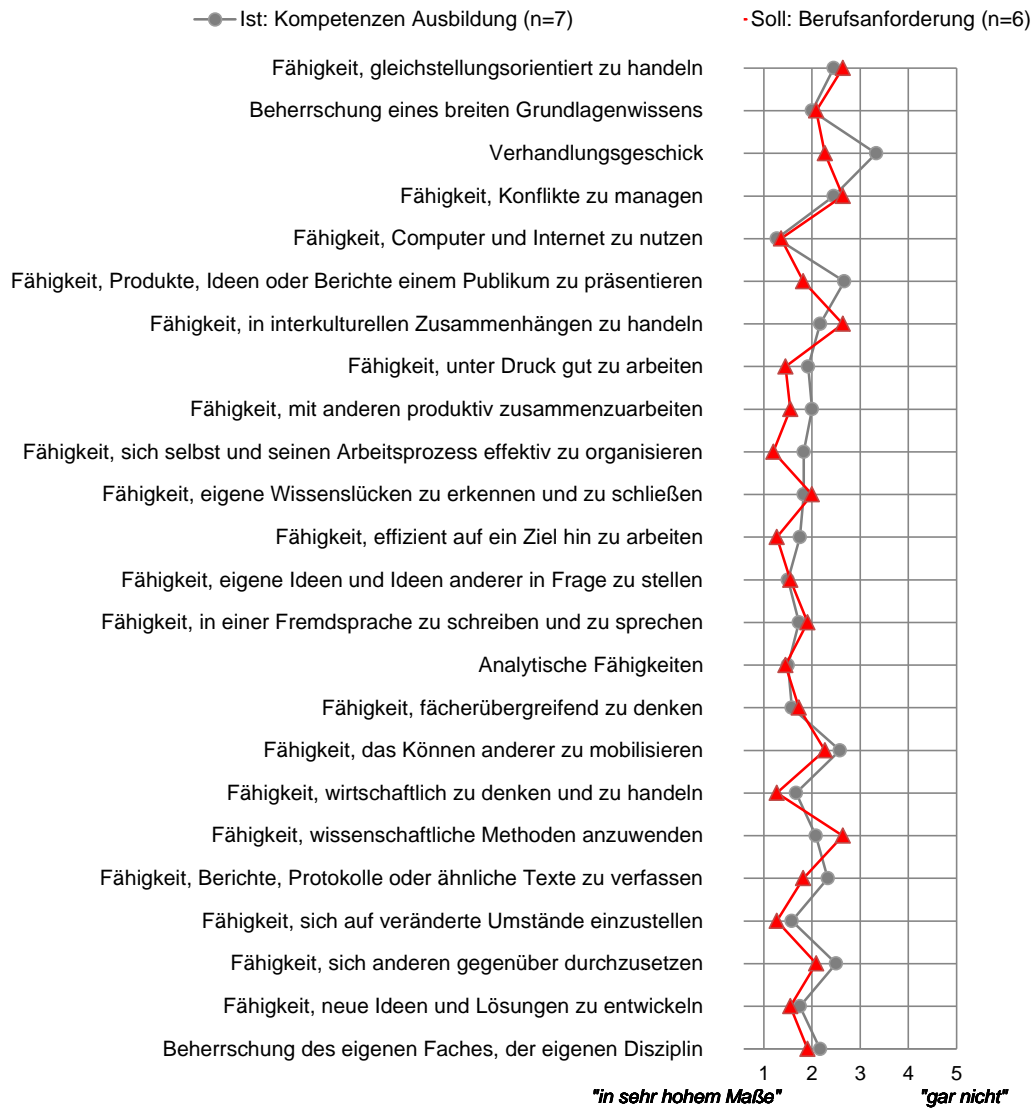 Ist: Kompetenzen Ausbildung (n=7) Soll: Berufsanforderung (n=6)
Fähigkeit, gleichstellungsorientiert zu handeln
Beherrschung eines breiten Grundlagenwissens
Verhandlungsgeschick
Fähigkeit, Konflikte zu managen
Fähigkeit, Computer und Internet zu nutzen
Fähigkeit, Produkte, Ideen oder Berichte einem Publikum zu präsentieren
Fähigkeit, in interkulturellen Zusammenhängen zu handeln
Fähigkeit, unter Druck gut zu arbeiten
Fähigkeit, mit anderen produktiv zusammenzuarbeiten
Fähigkeit, sich selbst und seinen Arbeitsprozess effektiv zu organisieren
Fähigkeit, eigene Wissenslücken zu erkennen und zu schließen
Fähigkeit, effizient auf ein Ziel hin zu arbeiten
Fähigkeit, eigene Ideen und Ideen anderer in Frage zu stellen
Fähigkeit, in einer Fremdsprache zu schreiben und zu sprechen
Analytische Fähigkeiten
Fähigkeit, fächerübergreifend zu denken
Fähigkeit, das Können anderer zu mobilisieren
Fähigkeit, wirtschaftlich zu denken und zu handeln
Fähigkeit, wissenschaftliche Methoden anzuwenden
Fähigkeit, Berichte, Protokolle oder ähnliche Texte zu verfassen
Fähigkeit, sich auf veränderte Umstände einzustellen
Fähigkeit, sich anderen gegenüber durchzusetzen
Fähigkeit, neue Ideen und Lösungen zu entwickeln
Beherrschung des eigenen Faches, der eigenen Disziplin
1 2 3 4 5
"in sehr hohem Maße" "gar nicht"